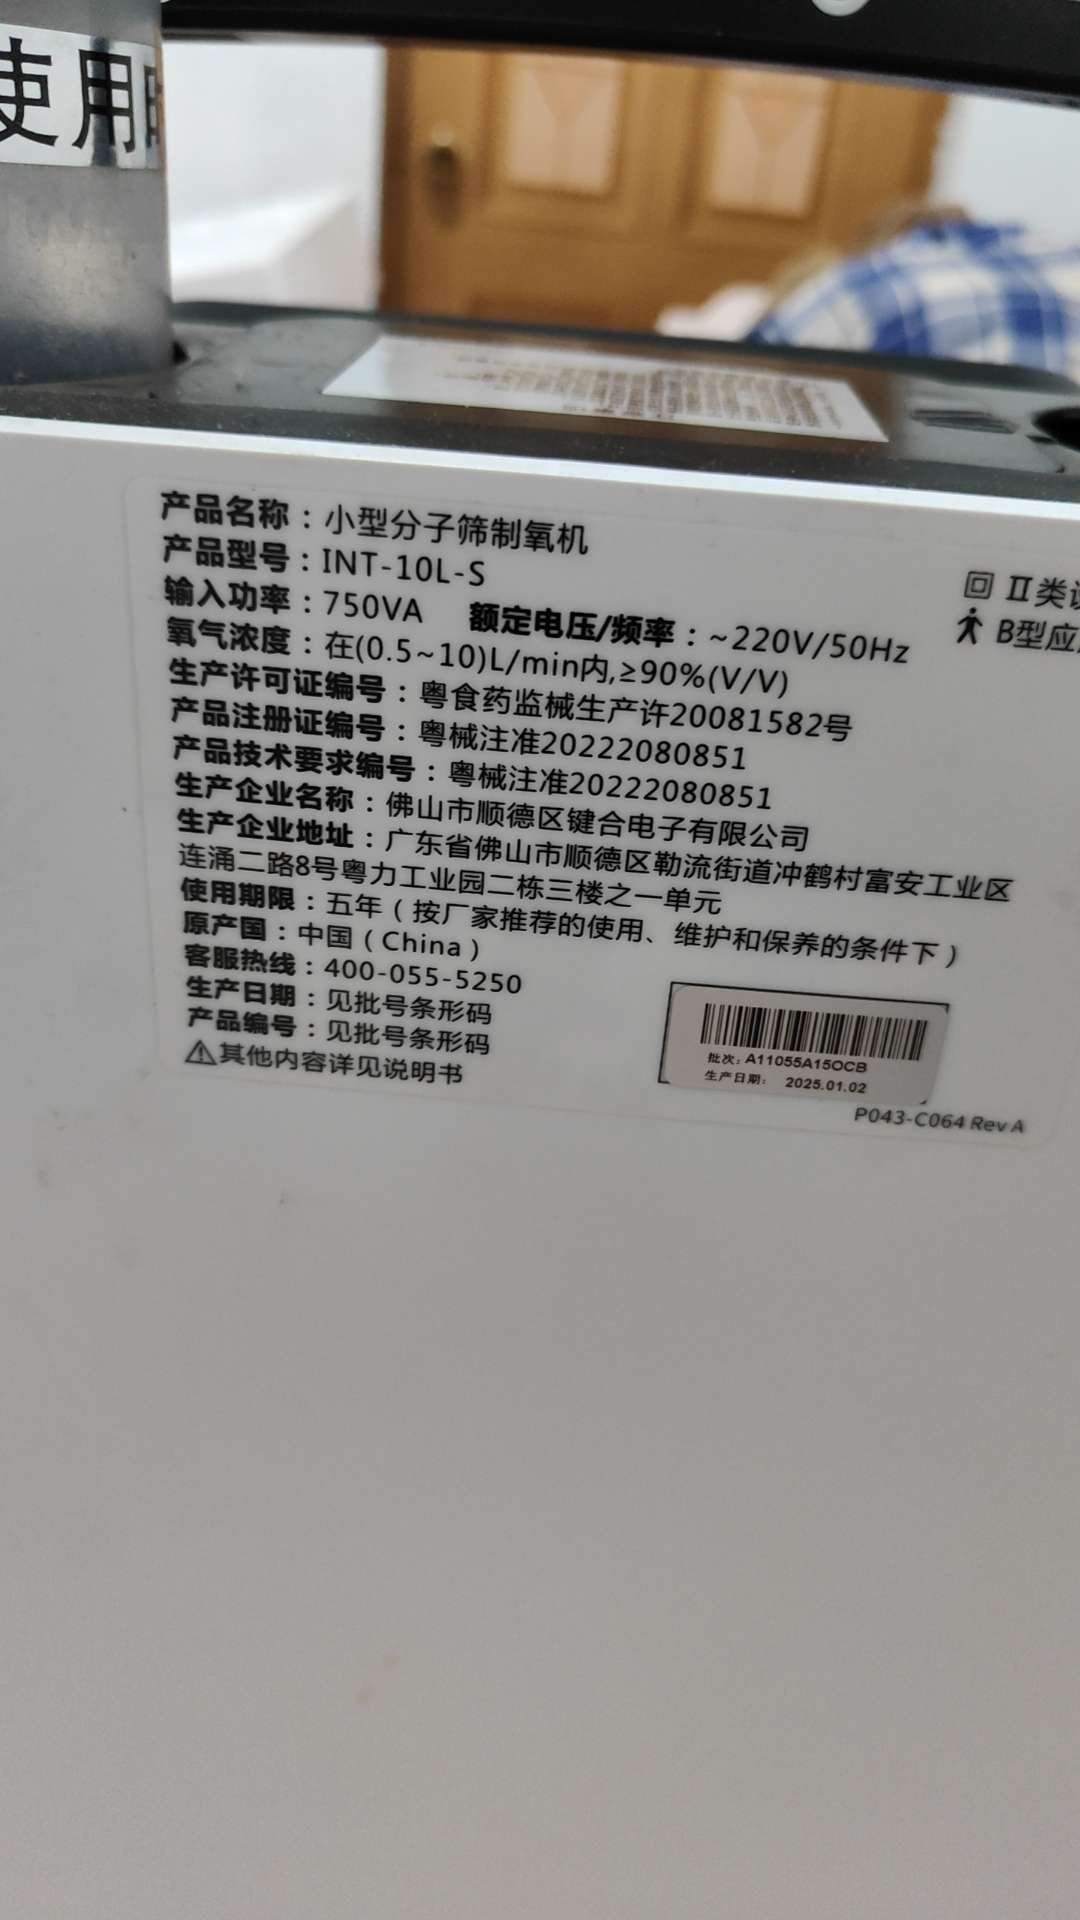 使用
产品名称：小型分子筛制氧机
产品型号：INT-10L-S
回 II类
输入功率：750VA 额定电压/频率：~220V/50Hz
B型应
氧气浓度：在(0.5~10)L/min内,≥90%(V/V)
生产许可证编号：粤食药监械生产许20081582号
产品注册证编号：粤械注准20222080851
产品技术要求编号：粤械注准20222080851
生产企业名称：佛山市顺德区键合电子有限公司
生产企业地址：广东省佛山市顺德区勒流街道冲鹤村富安工业区
连涌二路8号粤力工业园二栋三楼之一单元
使用期限：五年（按厂家推荐的使用、维护和保养的条件下）
原产国：中国（China）
客服热线：400-055-5250
生产日期：见批号条形码
产品编号：见批号条形码
⚠其他内容详见说明书
批次：A11055A15OCB
生产日期： 2025.01.02
P043-C064 Rev A